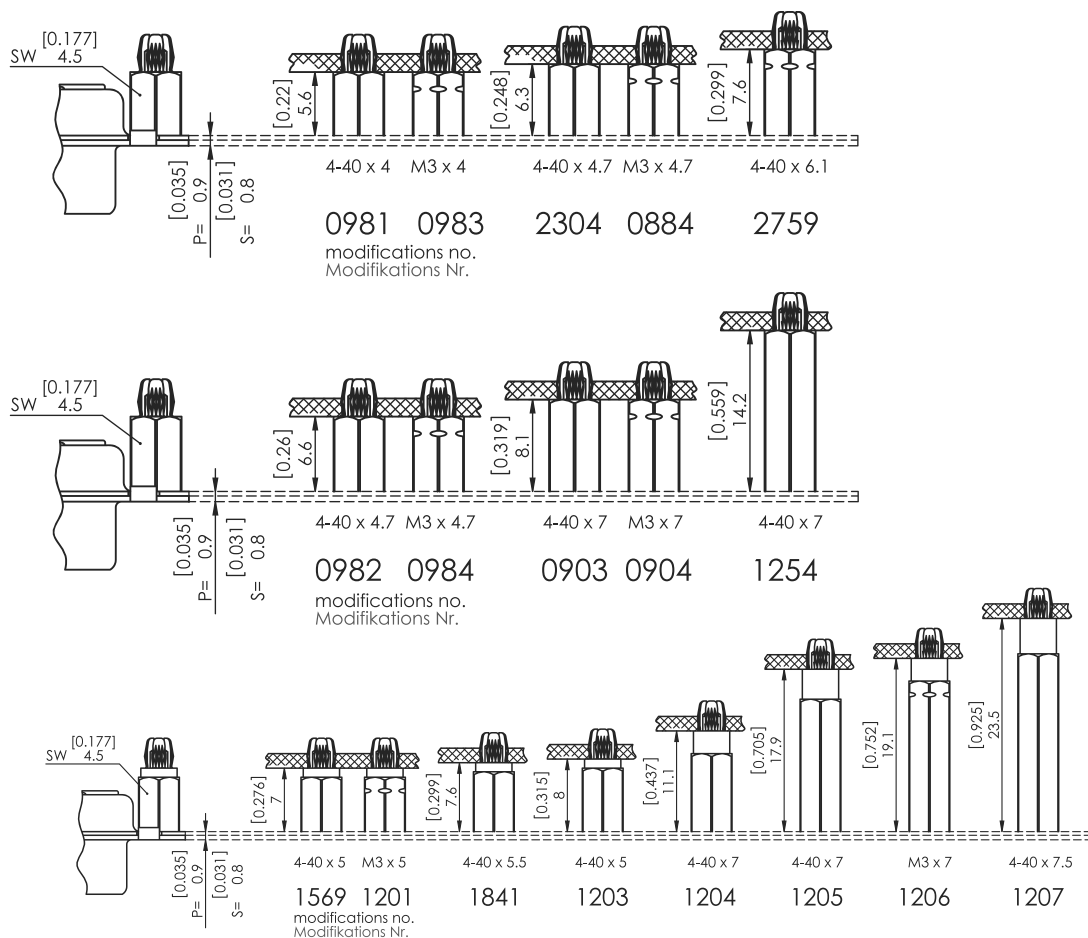 [0.177]
SW 4.5
[0.22]
5.6
[0.248]
6.3
[0.299]
7.6
P= 0.9 [0.035]
S= 0.8 [0.031]
4-40 x 4 M3 x 4 4-40 x 4.7 M3 x 4.7 4-40 x 6.1
0981 0983 2304 0884 2759
modifications no.
Modifikations Nr.
[0.177]
SW 4.5
[0.26]
6.6
[0.319]
8.1
[0.559]
14.2
P= 0.9 [0.035]
S= 0.8 [0.031]
4-40 x 4.7 M3 x 4.7 4-40 x 7 M3 x 7 4-40 x 7
0982 0984 0903 0904 1254
modifications no.
Modifikations Nr.
[0.177]
SW 4.5
[0.276]
7
[0.299]
7.6
[0.315]
8
[0.437]
11.1
[0.705]
17.9
[0.752]
19.1
[0.925]
23.5
P= 0.9 [0.035]
S= 0.8 [0.031]
4-40 x 5 M3 x 5 4-40 x 5.5 4-40 x 5 4-40 x 7 4-40 x 7 M3 x 7 4-40 x 7.5
1569 1201 1841 1203 1204 1205 1206 1207
modifications no.
Modifikations Nr.